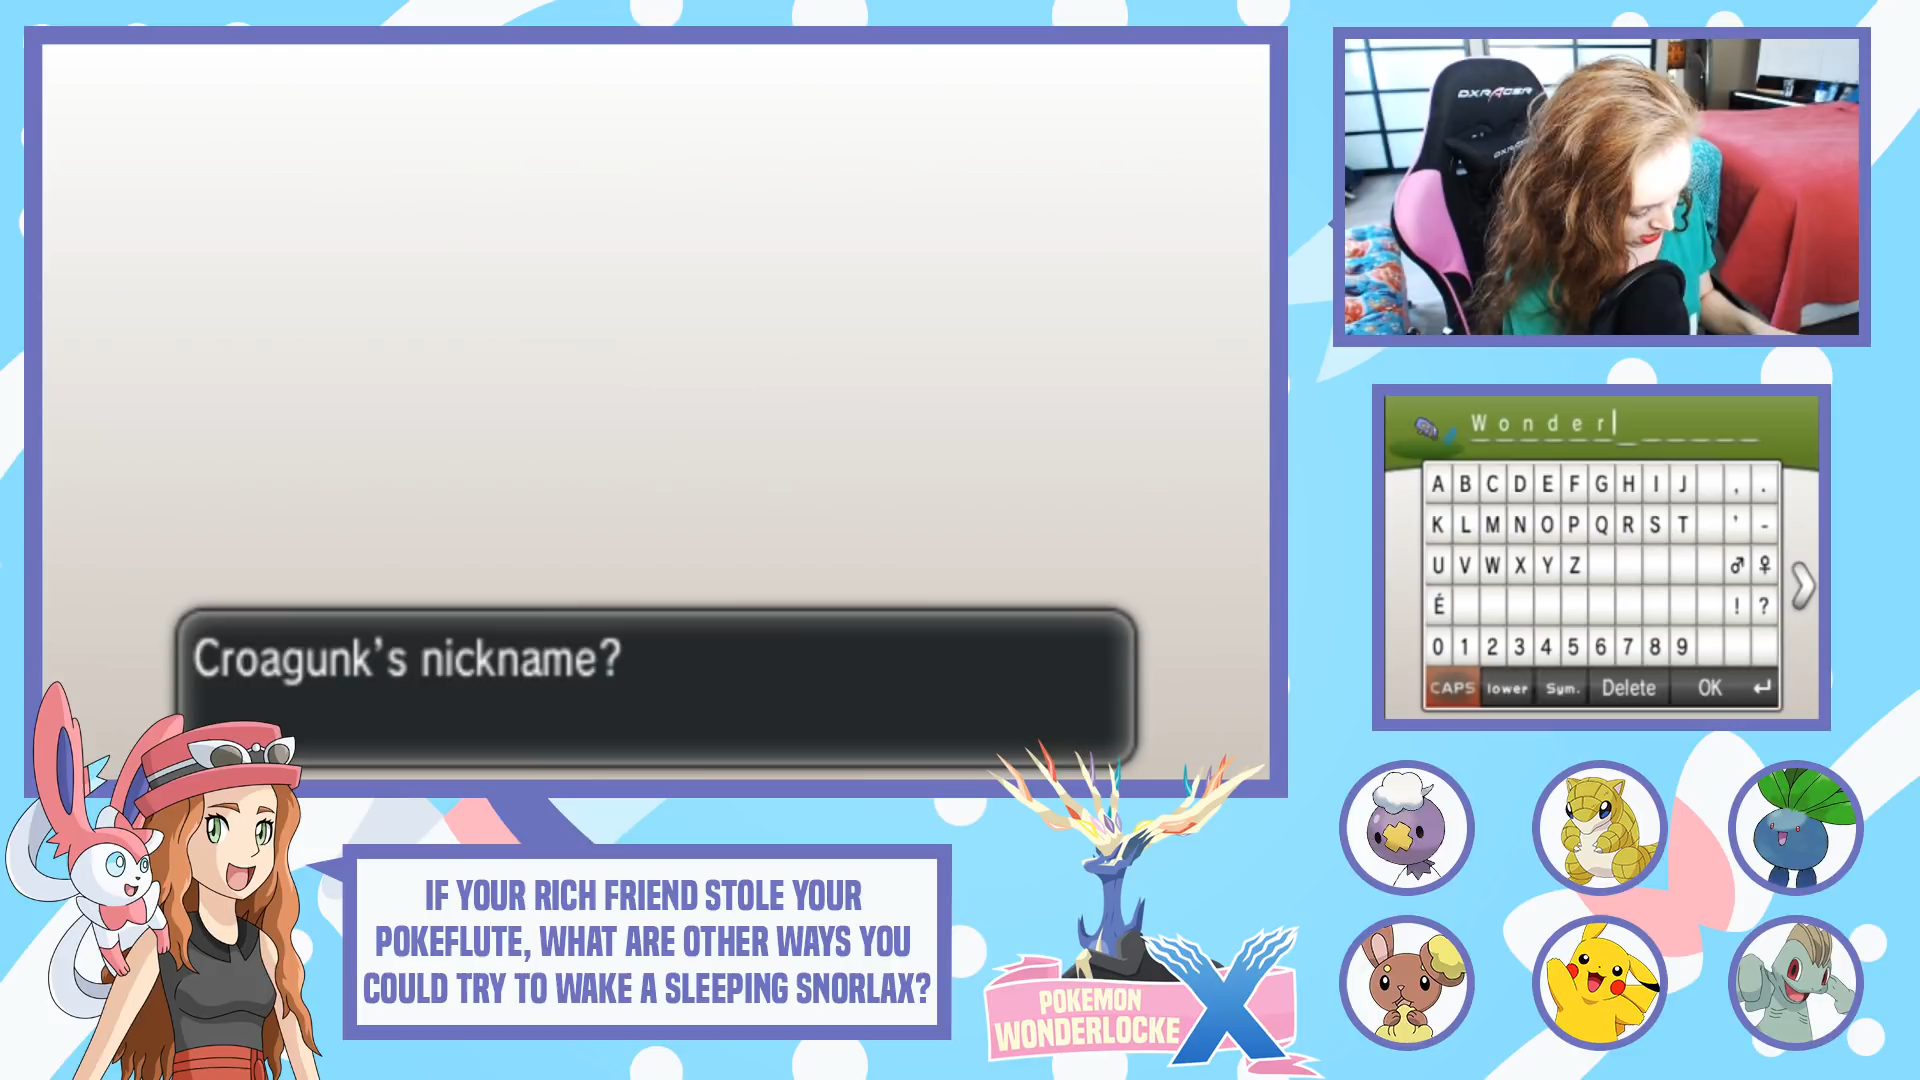 Croagunk's nickname?
IF YOUR RICH FRIEND STOLE YOUR
POKEFLUTE, WHAT ARE OTHER WAYS YOU
COULD TRY TO WAKE A SLEEPING SNORLAX?
POKEMON
WONDERLOCKE
X
DXRACER
Wonder
A B C D E F G H I J , .
K L M N O P Q R S T ' -
U V W X Y Z ♂ ♀
É ! ?
0 1 2 3 4 5 6 7 8 9
CAPS lower Sym. Delete OK ↵